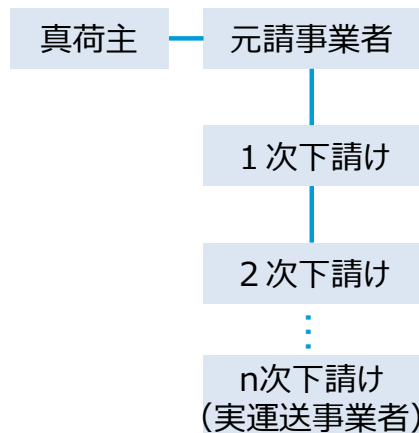 真荷主
元請事業者
１次下請け
２次下請け
n次下請け
（実運送事業者）